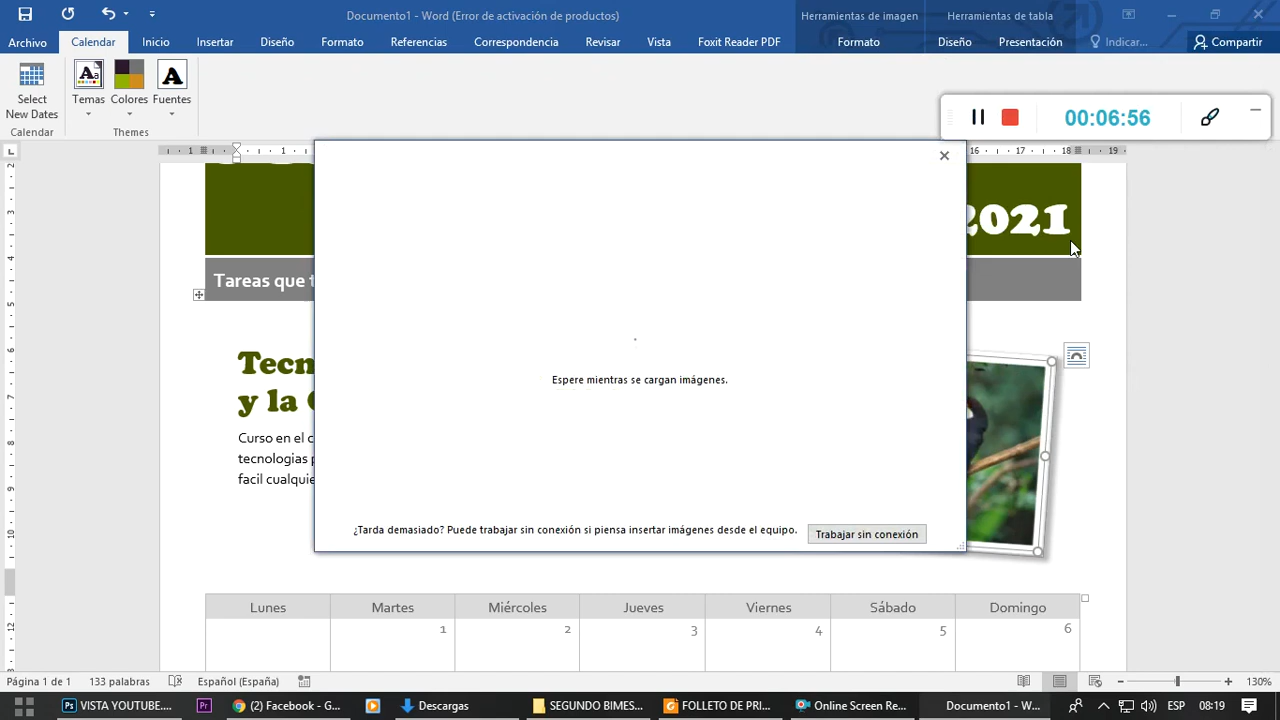 Documento1 - Word (Error de activación de productos)
Herramientas de imagen
Herramientas de tabla
Archivo
Calendar
Inicio
Insertar
Diseño
Formato
Referencias
Correspondencia
Revisar
Vista
Foxit Reader PDF
Formato
Diseño
Presentación
Indicar...
Compartir
Select
New Dates
Temas
Colores
Fuentes
Calendar
Themes
00:06:56
2021
Tareas que
Espere mientras se cargan imágenes.
¿Tarda demasiado? Puede trabajar sin conexión si piensa insertar imágenes desde el equipo.
Trabajar sin conexión
Tecn
y la
Curso en el
tecnologias
facil cualquie
Lunes
Martes
Miércoles
Jueves
Viernes
Sábado
Domingo
1
2
3
4
5
6
Página 1 de 1
133 palabras
Español (España)
130%
VISTA YOUTUBE....
(2) Facebook - G...
Descargas
SEGUNDO BIMES...
FOLLETO DE PRI...
Online Screen Re...
Documento1 - W...
ESP
08:19